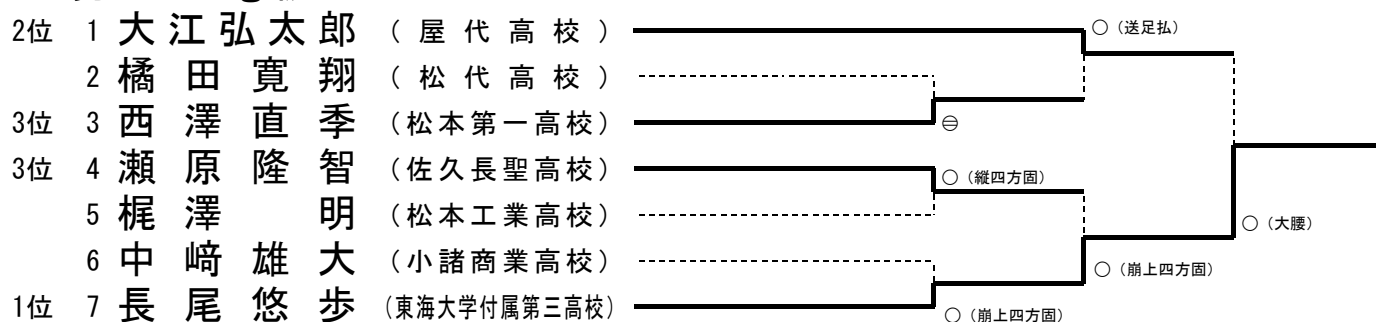 2位 1 大江弘太郎 (屋代高校) ○(送足払)
2 橘田寛翔 (松代高校)
3位 3 西澤直季 (松本第一高校) ⊖
3位 4 瀬原隆智 (佐久長聖高校) ○(縦四方固)
5 梶澤 明 (松本工業高校) ○(大腰)
6 中﨑雄大 (小諸商業高校) ○(崩上四方固)
1位 7 長尾悠歩 (東海大学付属第三高校) ○(崩上四方固)